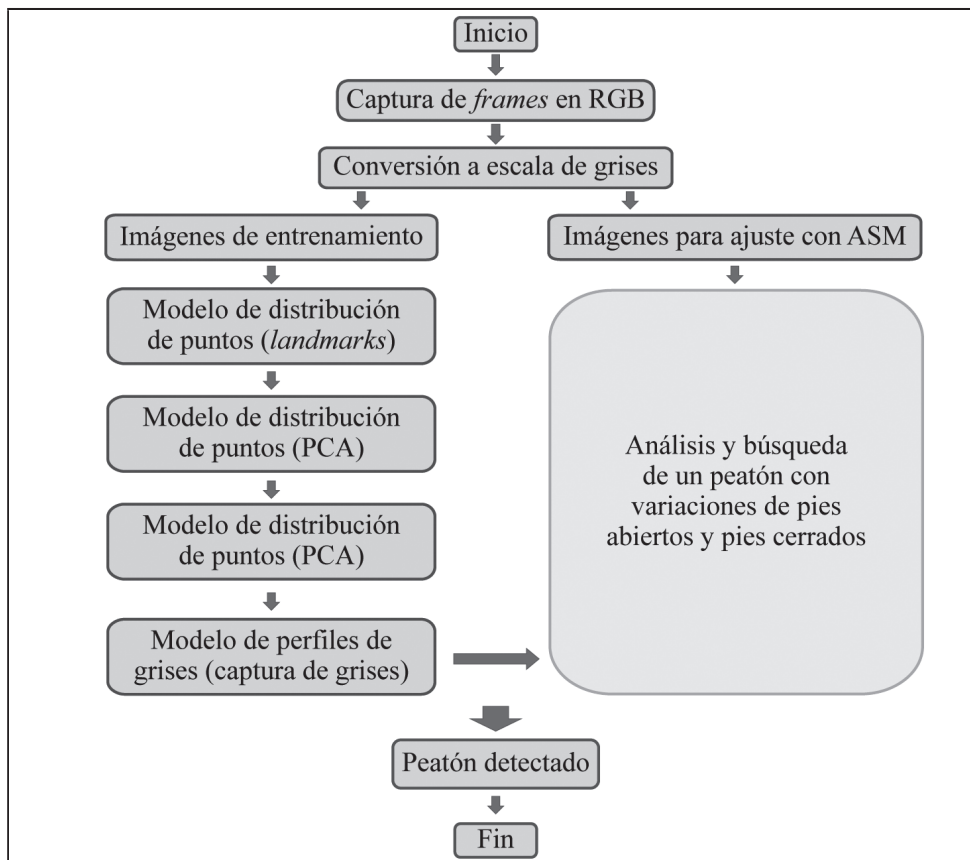 Inicio
Captura de frames en RGB
Conversión a escala de grises
Imágenes de entrenamiento
Modelo de distribución
de puntos (landmarks)
Modelo de distribución
de puntos (PCA)
Modelo de distribución
de puntos (PCA)
Modelo de perfiles de
grises (captura de grises)
Imágenes para ajuste con ASM
Análisis y búsqueda
de un peatón con
variaciones de pies
abiertos y pies cerrados
Peatón detectado
Fin